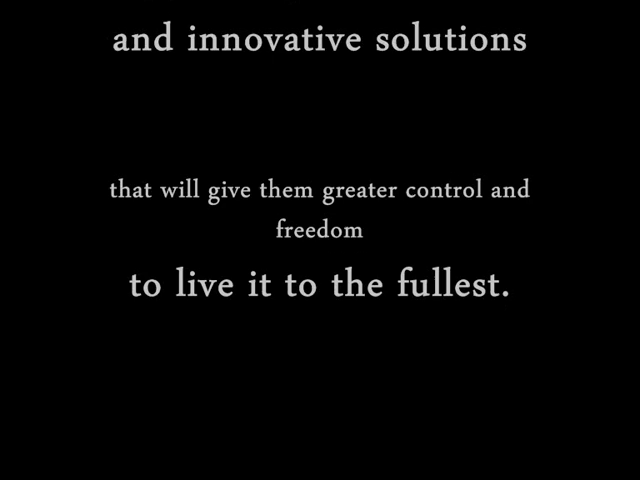 and innovative solutions
that will give them greater control and
freedom
to live it to the fullest.